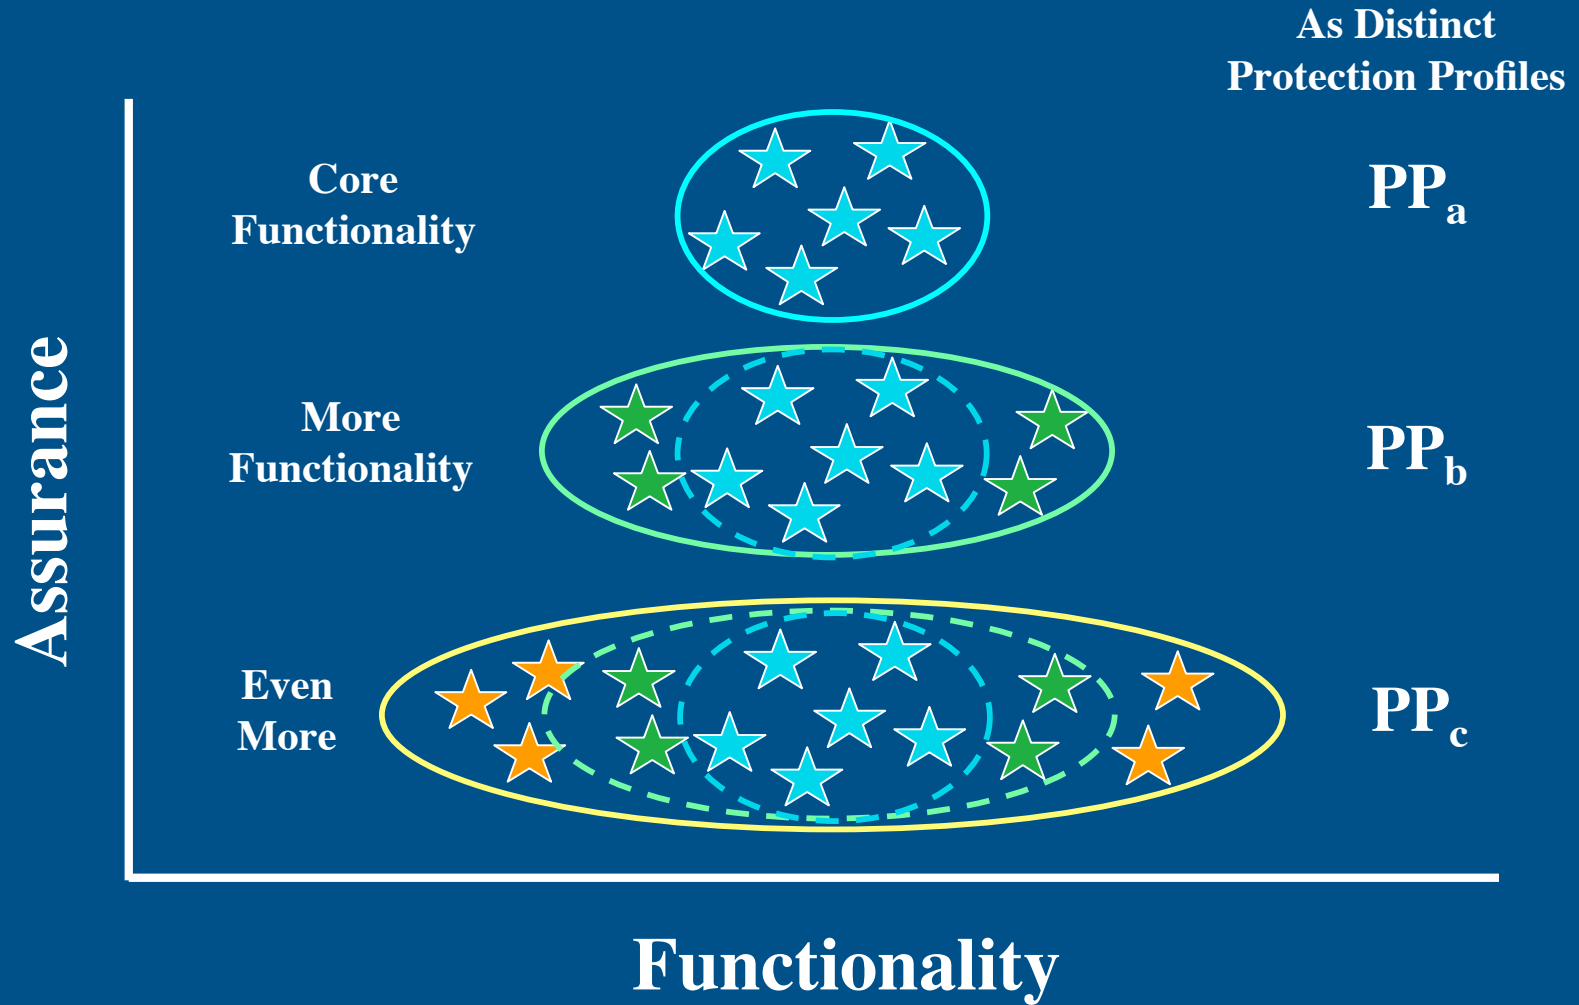 As Distinct
Protection Profiles
Core
Functionality
PPa
More
Functionality
PPb
Even
More
PPc
Assurance
Functionality